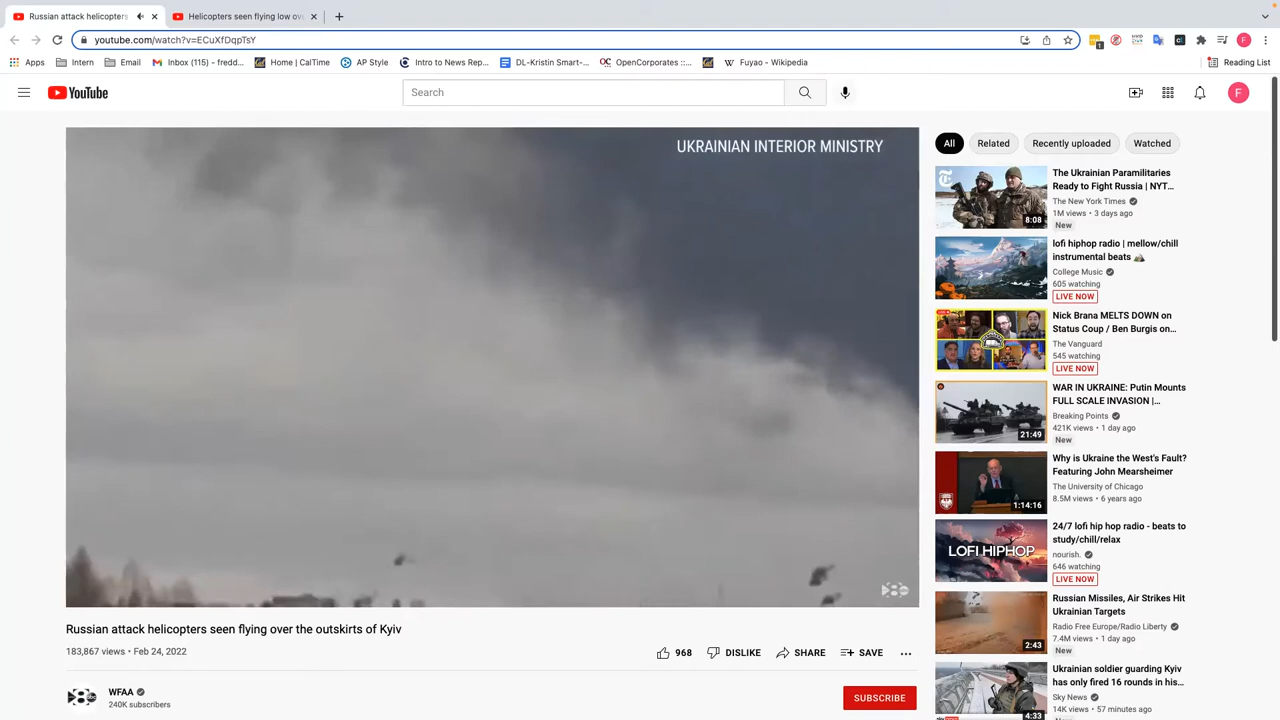 Russian attack helicopters
Helicopters seen flying low ov
youtube.com/watch?v=ECuXfDqpTsY
Apps
Intern
Email
Inbox (115) - fredd...
Home | CalTime
AP Style
Intro to News Rep...
DL-Kristin Smart-...
OpenCorporates ::...
Fuyao - Wikipedia
Reading List
YouTube
Search
F
UKRAINIAN INTERIOR MINISTRY
Russian attack helicopters seen flying over the outskirts of Kyiv
183,867 views • Feb 24, 2022
968
DISLIKE
SHARE
SAVE
WFAA
240K subscribers
SUBSCRIBE
All
Related
Recently uploaded
Watched
The Ukrainian Paramilitaries
Ready to Fight Russia | NYT...
The New York Times
1M views • 3 days ago
New
8:08
lofi hiphop radio | mellow/chill
instrumental beats
College Music
605 watching
LIVE NOW
Nick Brana MELTS DOWN on
Status Coup / Ben Burgis on...
The Vanguard
545 watching
LIVE NOW
WAR IN UKRAINE: Putin Mounts
FULL SCALE INVASION |...
Breaking Points
421K views • 1 day ago
New
21:49
Why is Ukraine the West's Fault?
Featuring John Mearsheimer
The University of Chicago
8.5M views • 6 years ago
1:14:16
24/7 lofi hip hop radio - beats to
study/chill/relax
nourish.
646 watching
LIVE NOW
LOFI HIPHOP
Russian Missiles, Air Strikes Hit
Ukrainian Targets
Radio Free Europe/Radio Liberty
7.4M views • 1 day ago
New
2:43
Ukrainian soldier guarding Kyiv
has only fired 16 rounds in his...
Sky News
14K views • 57 minutes ago
4:33